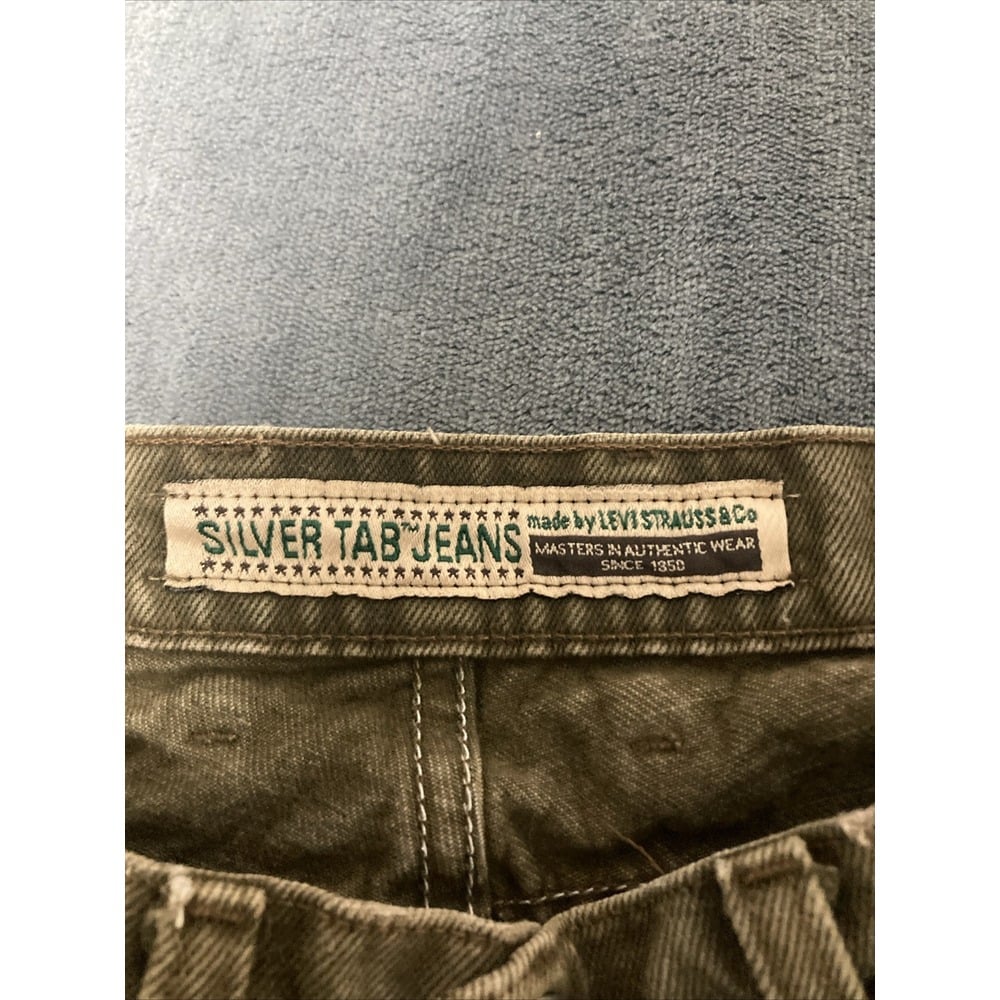 SILVER TAB™ JEANS
made by LEVI STRAUSS & Co
MASTERS IN AUTHENTIC WEAR
SINCE 1850